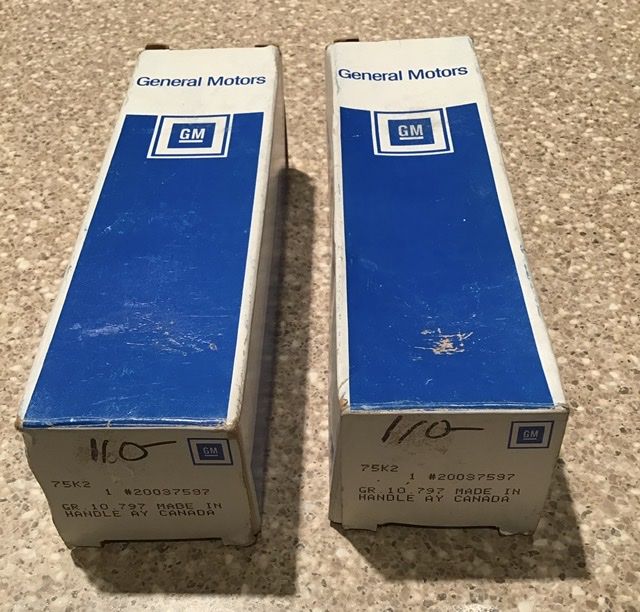 General Motors
GM
110-
GM
75K2
1 #20037597
GR 10.797 MADE IN
HANDLE AY CANADA
General Motors
GM
110-
GM
75K2
1 #20037597
GR 10.797 MADE IN
HANDLE AY CANADA